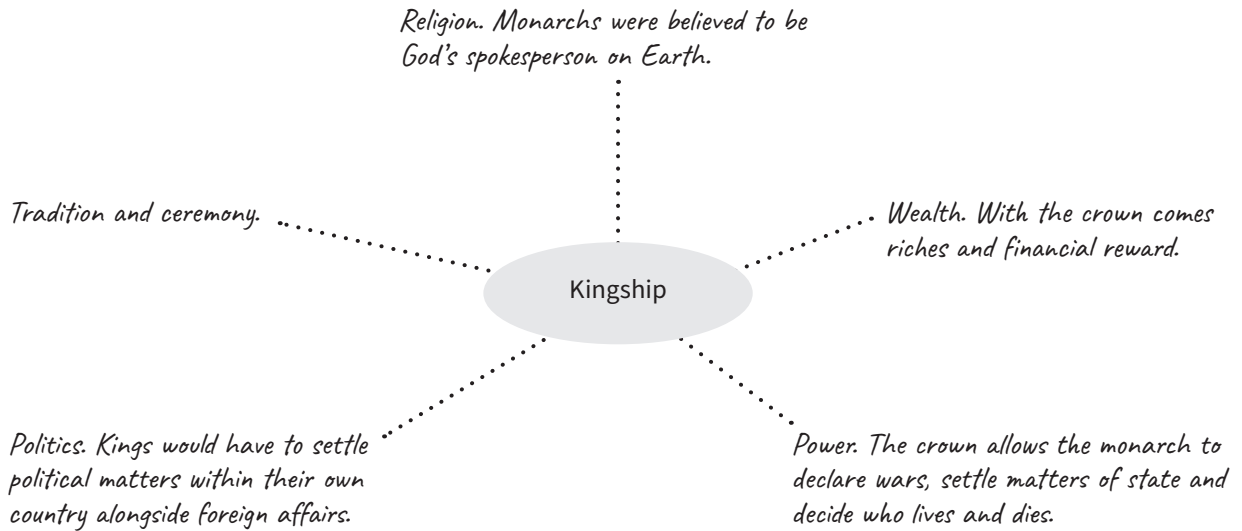 Religion. Monarchs were believed to be
God's spokesperson on Earth.
Tradition and ceremony.
Wealth. With the crown comes
riches and financial reward.
Kingship
Politics. Kings would have to settle
political matters within their own
country alongside foreign affairs.
Power. The crown allows the monarch to
declare wars, settle matters of state and
decide who lives and dies.